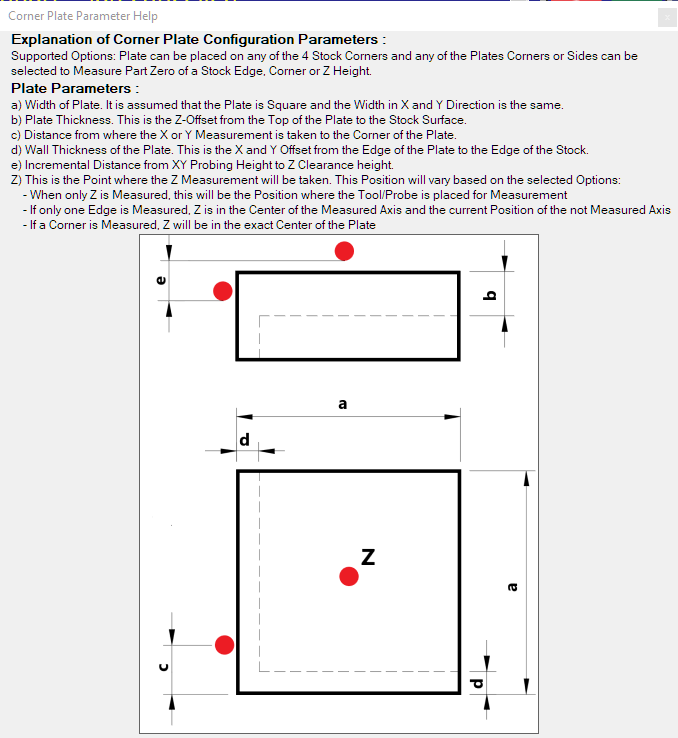 Corner Plate Parameter Help
Explanation of Corner Plate Configuration Parameters :
Supported Options: Plate can be placed on any of the 4 Stock Corners and any of the Plates Corners or Sides can be
selected to Measure Part Zero of a Stock Edge, Corner or Z Height.
Plate Parameters :
a) Width of Plate. It is assumed that the Plate is Square and the Width in X and Y Direction is the same.
b) Plate Thickness. This is the Z-Offset from the Top of the Plate to the Stock Surface.
c) Distance from where the X or Y Measurement is taken to the Corner of the Plate.
d) Wall Thickness of the Plate. This is the X and Y Offset from the Edge of the Plate to the Edge of the Stock.
e) Incremental Distance from XY Probing Height to Z Clearance height.
Z) This is the Point where the Z Measurement will be taken. This Position will vary based on the selected Options:
- When only Z is Measured, this will be the Position where the Tool/Probe is placed for Measurement
- If only one Edge is Measured, Z is in the Center of the Measured Axis and the current Position of the not Measured Axis
- If a Corner is Measured, Z will be in the exact Center of the Plate
e
b
a
d
Z
a
c
d